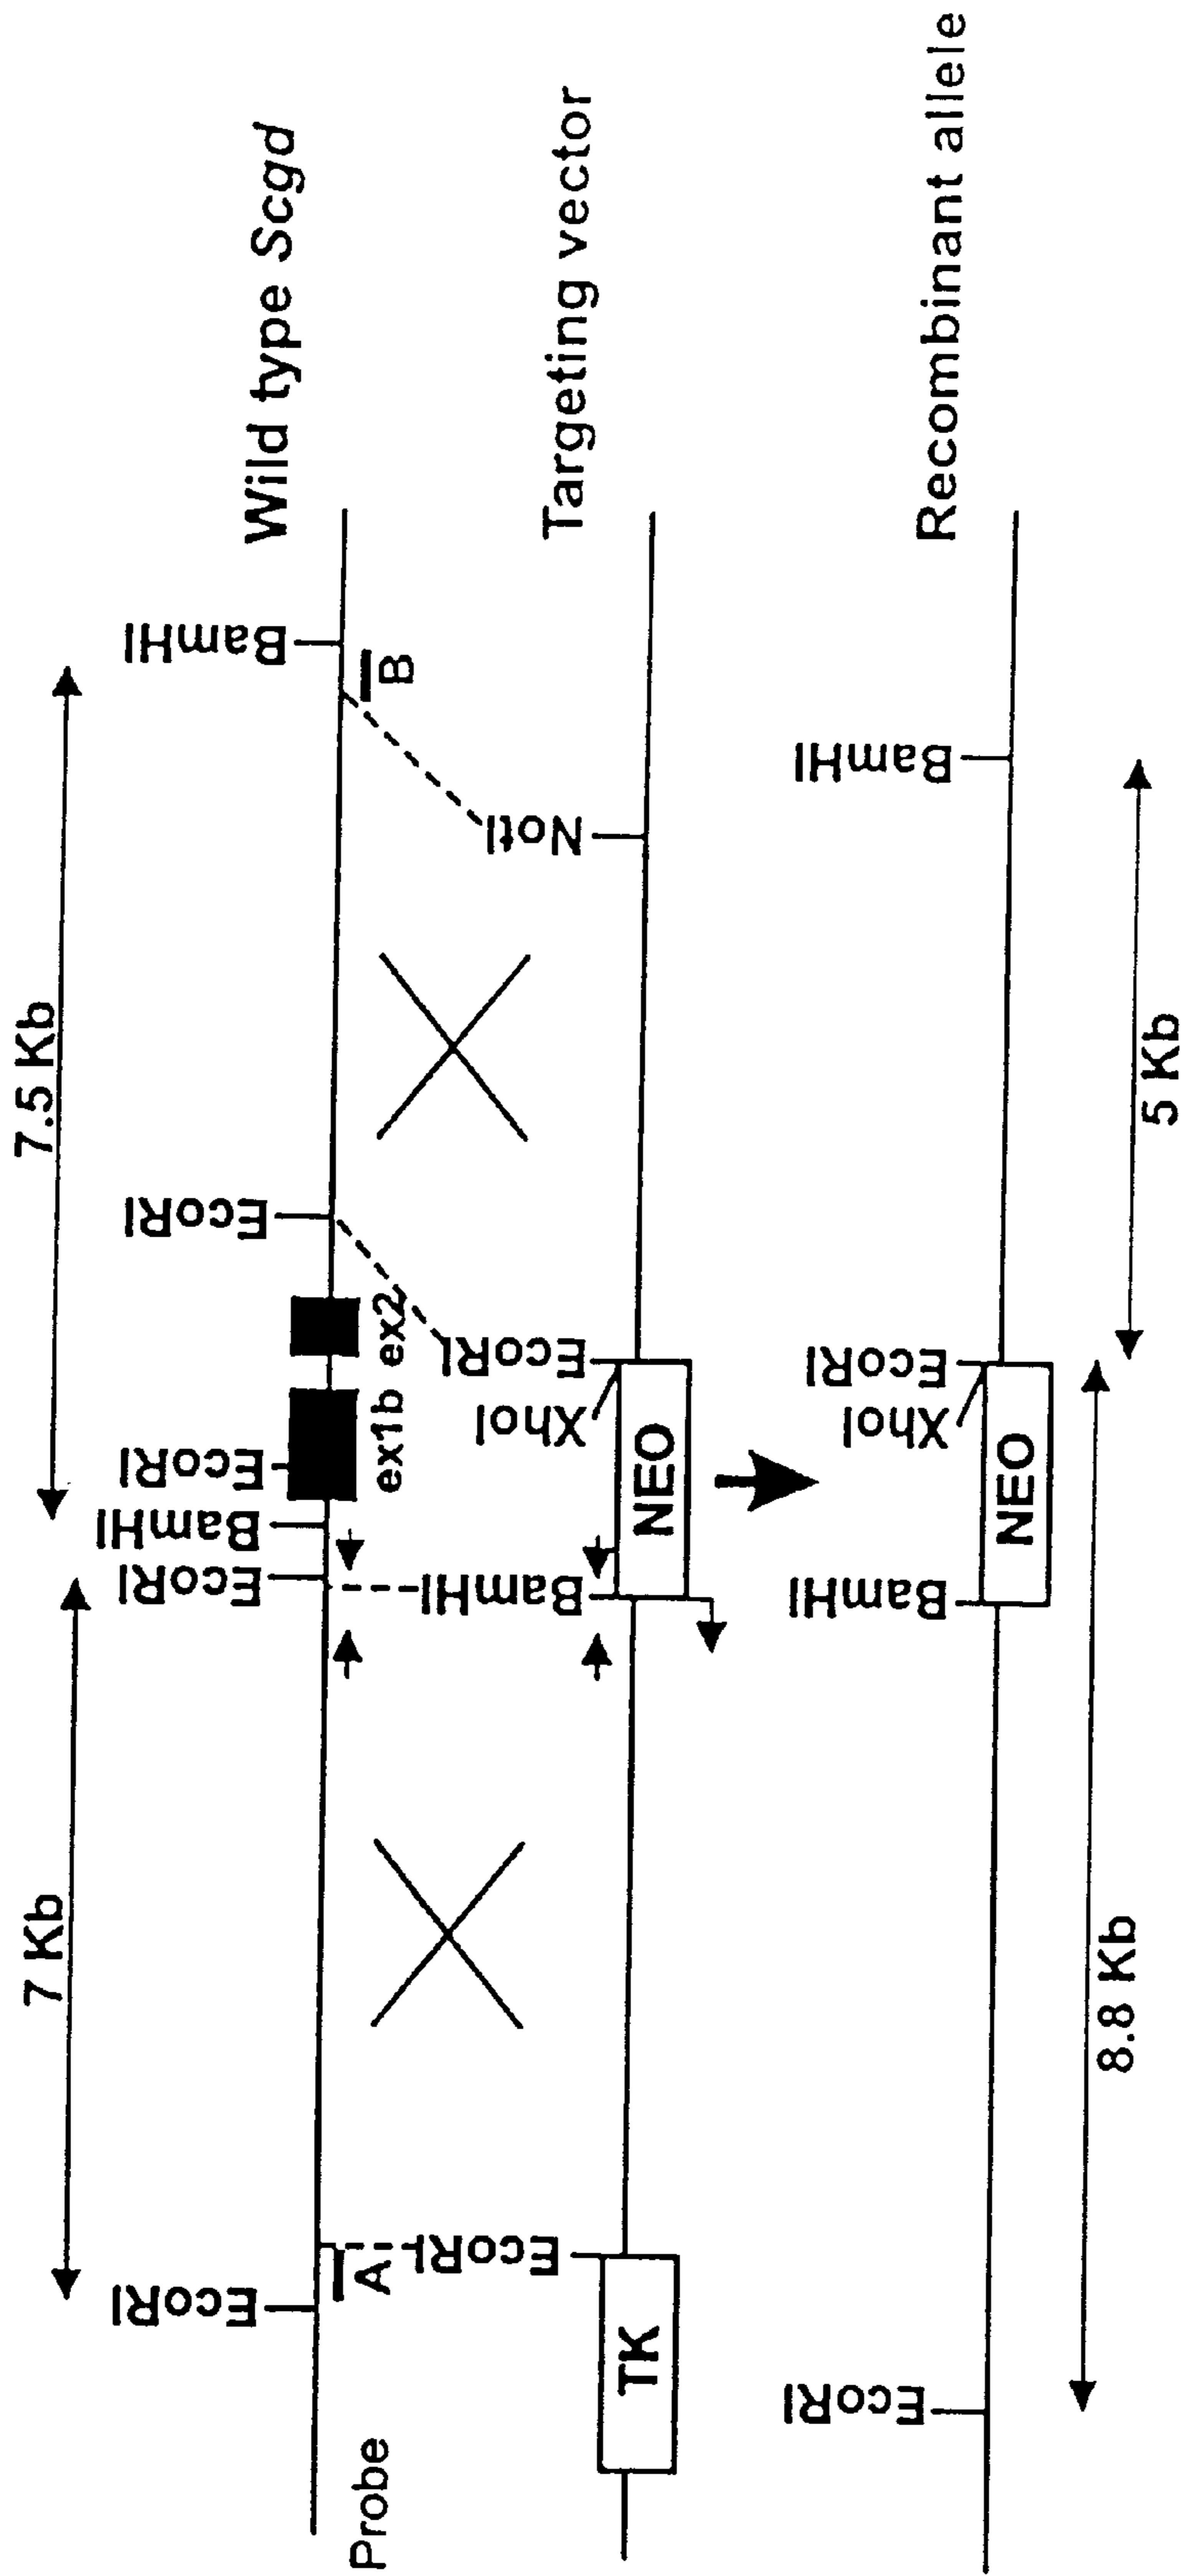 7 Kb
7.5 Kb
EcoRI
EcoRI
BamHI
EcoRI
EcoRI
BamHI
Wild type Scgd
Probe
A
ex1b
ex2
B
EcoRI
BamHI
EcoRI
NotI
Targeting vector
XhoI
TK
NEO
EcoRI
BamHI
EcoRI
BamHI
Recombinant allele
XhoI
NEO
8.8 Kb
5 Kb